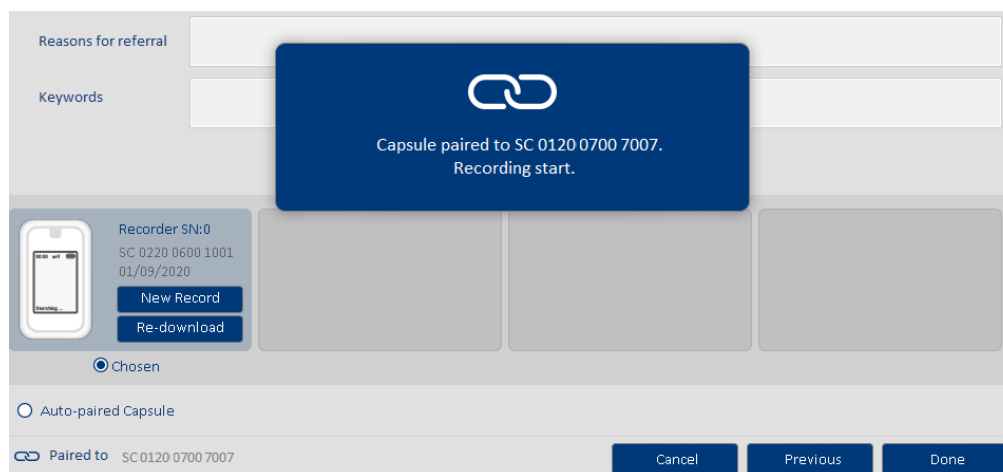 Reasons for referral
Keywords
Capsule paired to SC 0120 0700 7007.
Recording start.
Recorder SN:0
SC 0220 0600 1001
01/09/2020
New Record
Re-download
Searching...
Chosen
Auto-paired Capsule
Paired to SC 0120 0700 7007
Cancel Previous Done